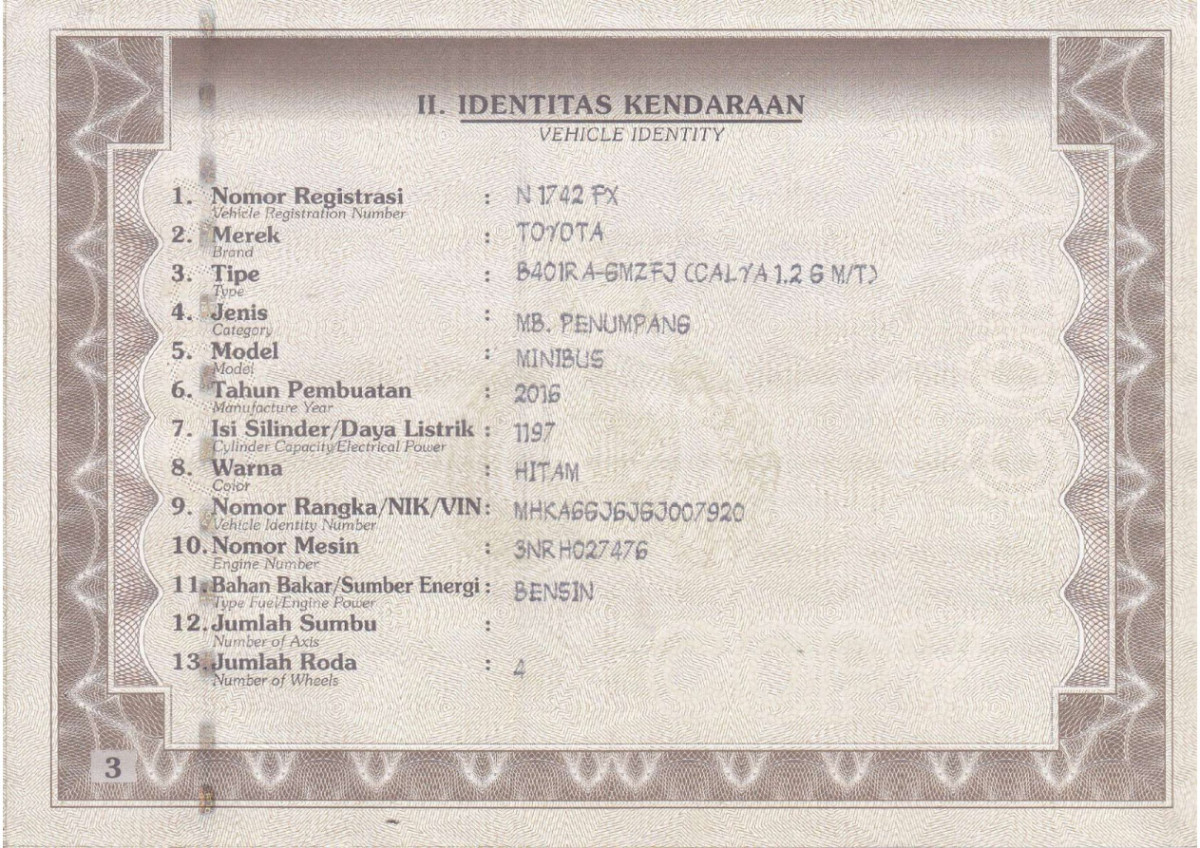 II. IDENTITAS KENDARAAN
VEHICLE IDENTITY
1. Nomor Registrasi : N 1742 PX
Vehicle Registration Number
2. Merek : TOYOTA
Brand
3. Tipe : B401RA-GMZFJ (CALYA 1.2 G M/T)
Type
4. Jenis : MB. PENUMPANG
Category
5. Model : MINIBUS
Model
6. Tahun Pembuatan : 2016
Manufacture Year
7. Isi Silinder/Daya Listrik : 1197
Cylinder Capacity/Electrical Power
8. Warna : HITAM
Color
9. Nomor Rangka/NIK/VIN : MHKA6GJ6JGJ007920
Vehicle Identity Number
10. Nomor Mesin : 3NRH027476
Engine Number
11. Bahan Bakar/Sumber Energi : BENSIN
Type Fuel/Engine Power
12. Jumlah Sumbu :
Number of Axis
13. Jumlah Roda : 4
Number of Wheels
3